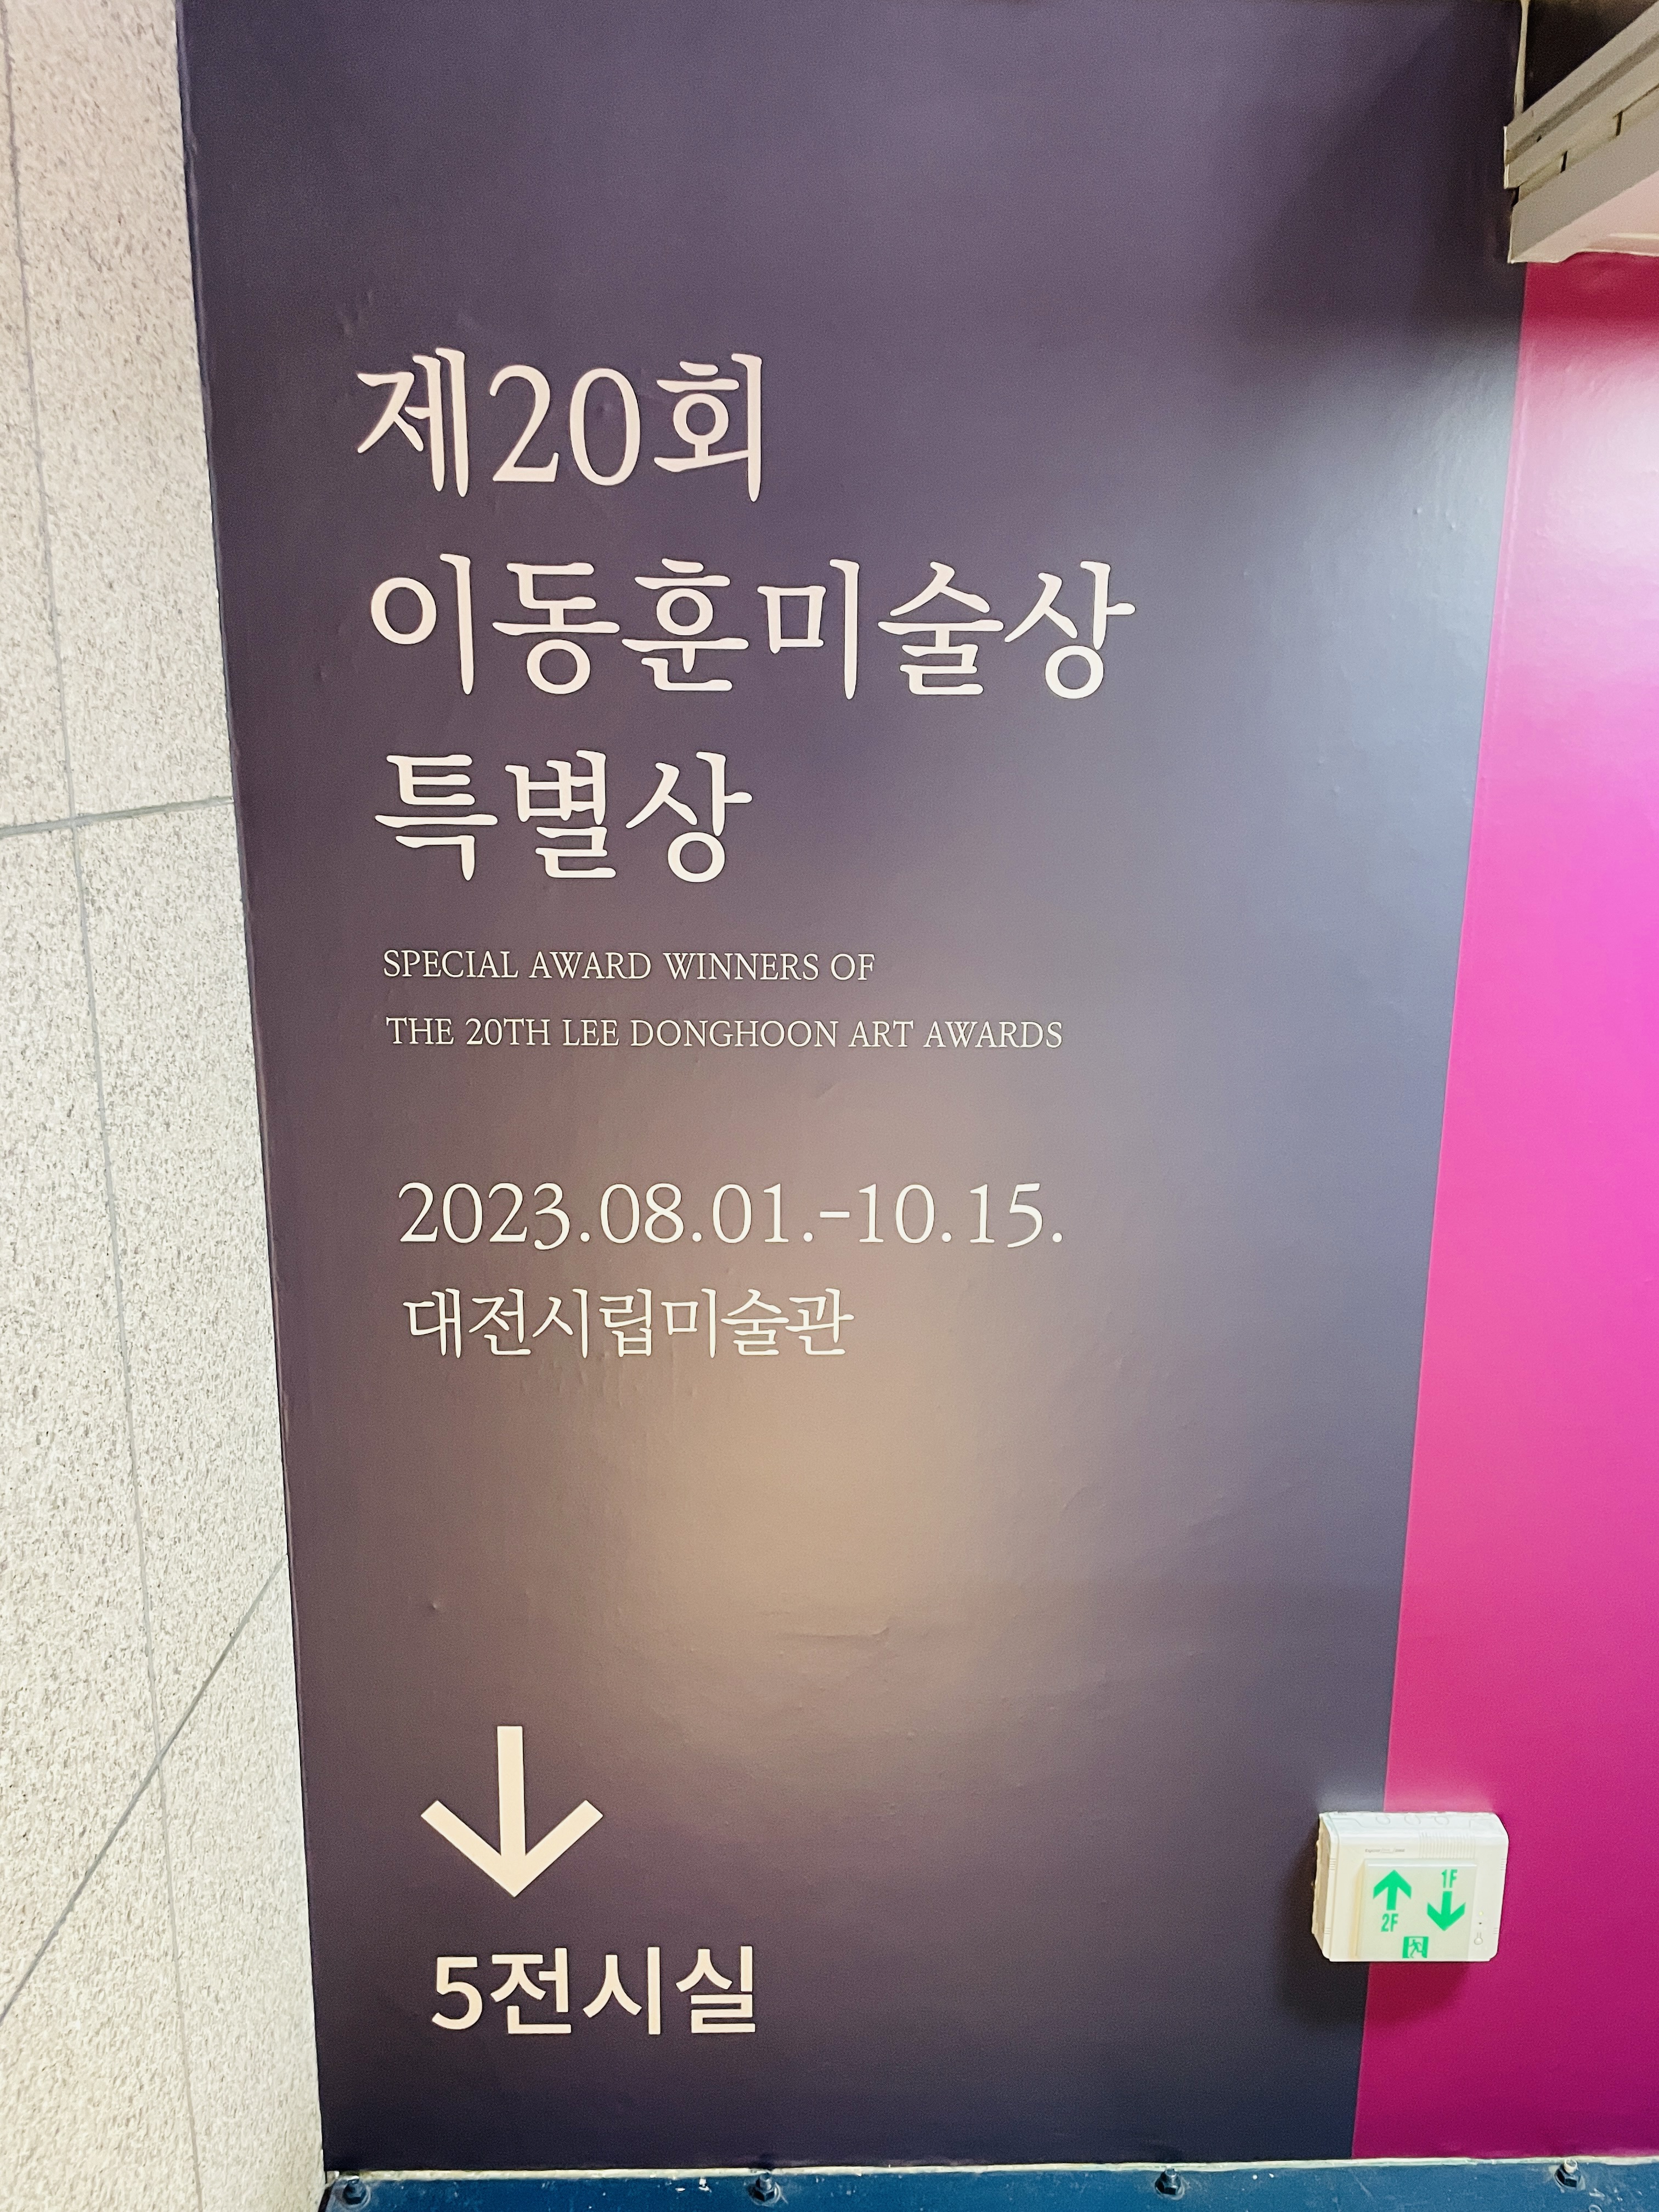 제20회
이동훈미술상
특별상
SPECIAL AWARD WINNERS OF
THE 20TH LEE DONGHOON ART AWARDS
2023.08.01.-10.15.
대전시립미술관
5전시실
1F
2F